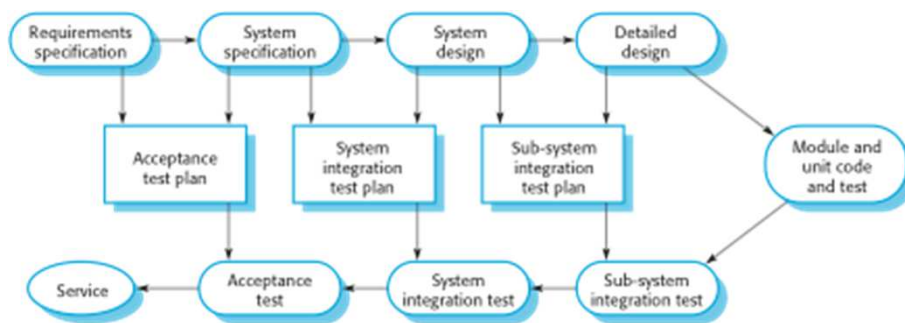 Requirements
specification
System
specification
System
design
Detailed
design
Acceptance
test plan
System
integration
test plan
Sub-system
integration
test plan
Module and
unit code
and test
Service
Acceptance
test
System
integration test
Sub-system
integration test